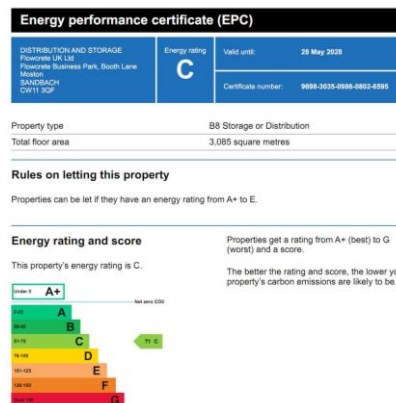 Energy performance certificate (EPC)
DISTRIBUTION AND STORAGE
Flowcrete UK Ltd
Flowcrete Business Park, Booth Lane
Moston
SANDBACH
CW11 3QF
Energy rating
C
Valid until:
28 May 2028
Certificate number:
9698-3035-0986-0802-6595
Property type
B8 Storage or Distribution
Total floor area
3,085 square metres
Rules on letting this property
Properties can be let if they have an energy rating from A+ to E.
Energy rating and score
This property's energy rating is C.
Properties get a rating from A+ (best) to G
(worst) and a score.
The better the rating and score, the lower yo
property's carbon emissions are likely to be.
Under 0
A+
Net zero CO2
0-25
A
26-50
B
51-75
C
71 C
76-100
D
101-125
E
126-150
F
G